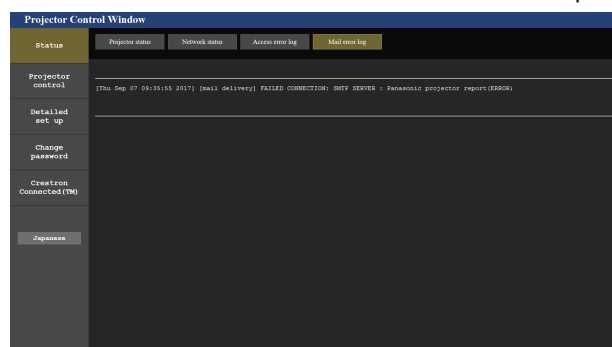 Projector Control Window
Status
Projector status
Network status
Access error log
Mail error log
Projector
control
Detailed
set up
Change
password
Crestron
Connected(TM)
Japanese
[Thu Sep 07 09:35:55 2017] [mail delivery] FAILED CONNECTION: SMTP SERVER : Panasonic projector report(ERROR)